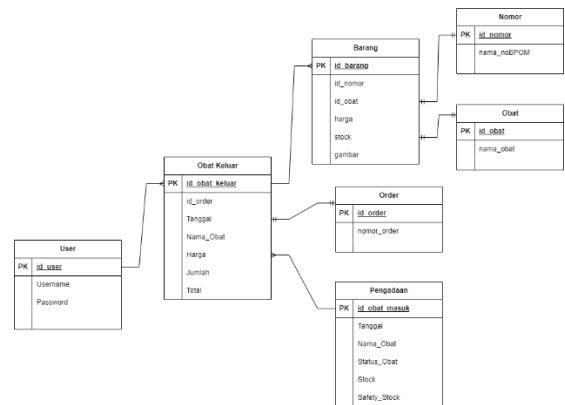 Nomor
PK id_nomor
nama_noBPOM
Barang
PK id_barang
id_nomor
id_obat
harga
stock
gambar
Obat
PK id_obat
nama_obat
Obat Keluar
PK id_obat_keluar
id_order
Tanggal
Nama_Obat
Harga
Jumlah
Total
Order
PK id_order
nomor_order
User
PK id_user
Username
Password
Pengadaan
PK id_obat_masuk
Tanggal
Nama_Obat
Status_Obat
Stock
Safety_Stock